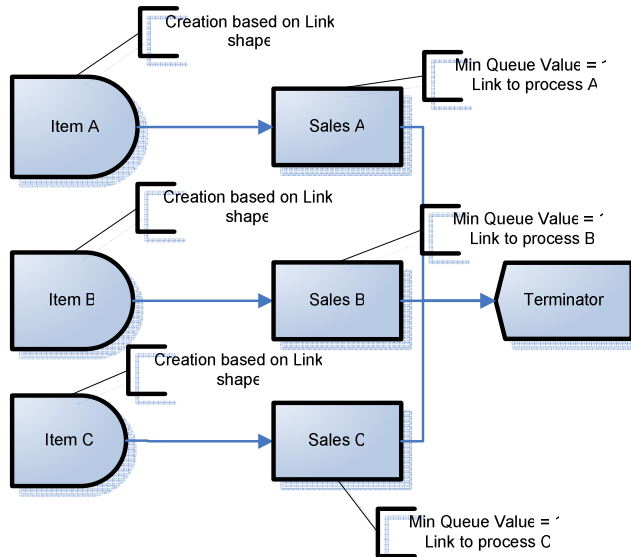 Creation based on Link
shape
Min Queue Value =
Link to process A
Item A
Sales A
Creation based on Link
shape
Min Queue Value =
Link to process B
Item B
Sales B
Terminator
Creation based on Link
shape
Item C
Sales C
Min Queue Value =
Link to process C